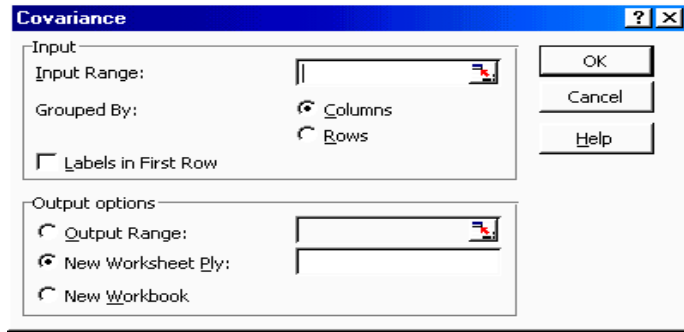 Covariance
Input
Input Range:
Grouped By:
Columns
Rows
Labels in First Row
OK
Cancel
Help
Output options
Output Range:
New Worksheet Ply:
New Workbook